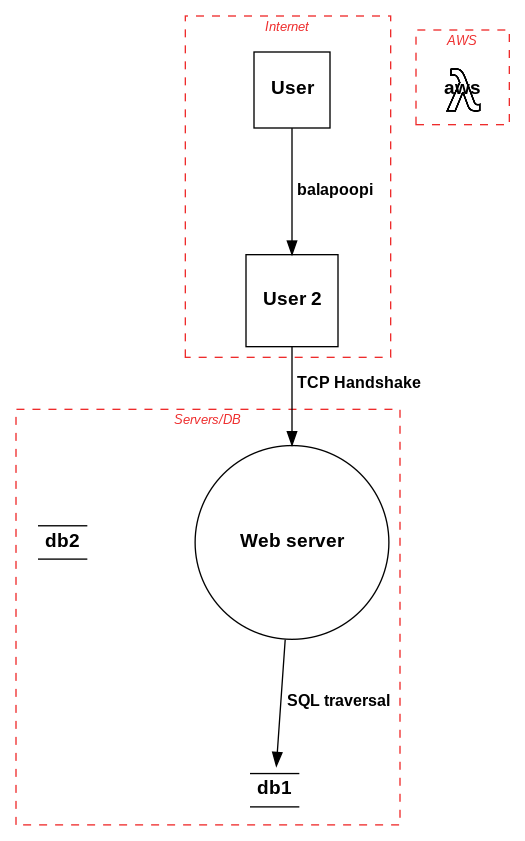 Internet
AWS
User
aws
balapoopi
User 2
TCP Handshake
Servers/DB
db2
Web server
SQL traversal
db1